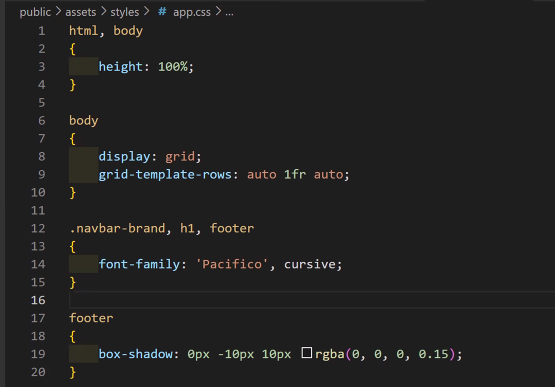 public > assets > styles > # app.css > ...
1 html, body
2 {
3     height: 100%;
4 }
5
6 body
7 {
8     display: grid;
9     grid-template-rows: auto 1fr auto;
10 }
11
12 .navbar-brand, h1, footer
13 {
14     font-family: 'Pacifico', cursive;
15 }
16
17 footer
18 {
19     box-shadow: 0px -10px 10px rgba(0, 0, 0, 0.15);
20 }